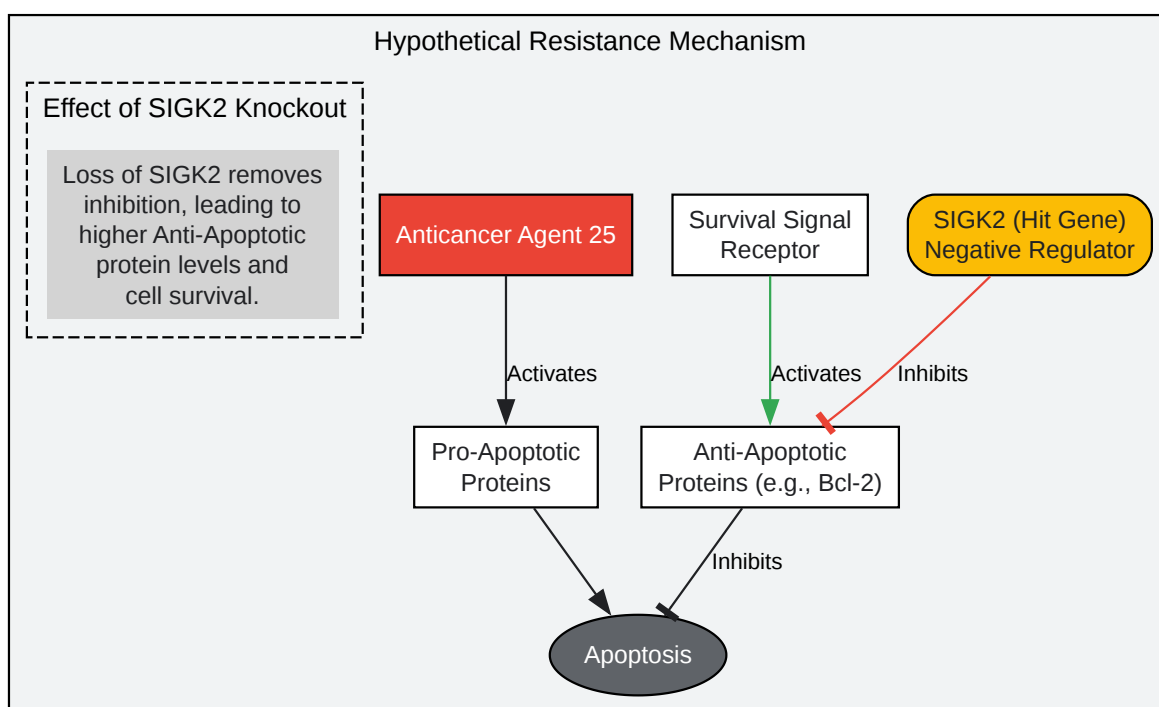 Hypothetical Resistance Mechanism
Effect of SIGK2 Knockout
Loss of SIGK2 removes
inhibition, leading to
higher Anti-Apoptotic
protein levels and
cell survival.
Anticancer Agent 25
Survival Signal
Receptor
SIGK2 (Hit Gene)
Negative Regulator
Activates
Activates
Inhibits
Pro-Apoptotic
Proteins
Anti-Apoptotic
Proteins (e.g., Bcl-2)
Inhibits
Apoptosis